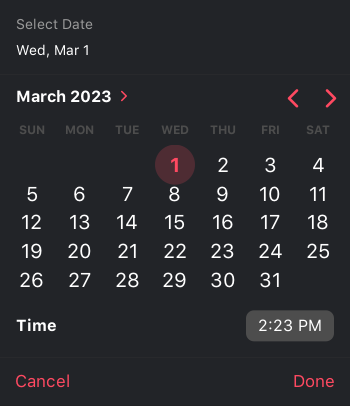 Select Date
Wed, Mar 1
March 2023
SUN MON TUE WED THU FRI SAT
1 2 3 4
5 6 7 8 9 10 11
12 13 14 15 16 17 18
19 20 21 22 23 24 25
26 27 28 29 30 31
Time 2:23 PM
Cancel Done